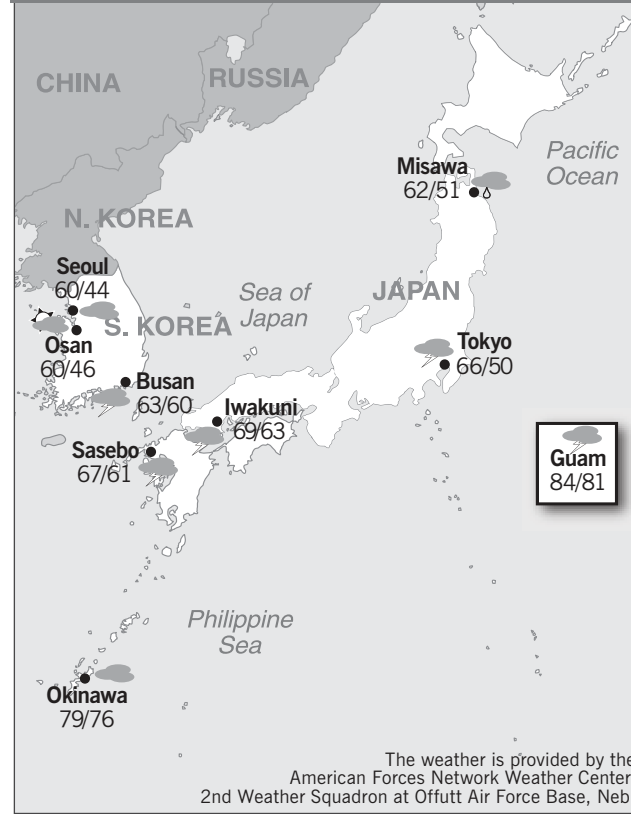 CHINA
RUSSIA
Pacific
Ocean
Misawa
62/51
N. KOREA
Seoul
60/44
Sea of
Japan
JAPAN
S. KOREA
Osan
60/46
Tokyo
66/50
Busan
63/60
Iwakuni
69/63
Sasebo
67/61
Guam
84/81
Philippine
Sea
Okinawa
79/76
The weather is provided by the
American Forces Network Weather Center
2nd Weather Squadron at Offutt Air Force Base, Neb